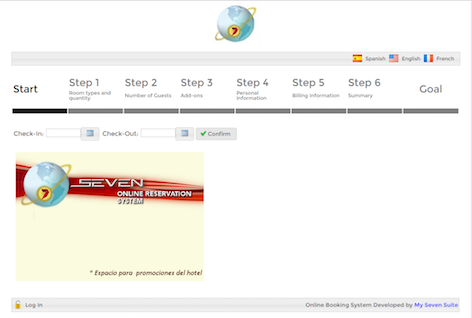 7
Spanish English French
Start
Step 1
Room types and
quantity
Step 2
Number of Guests
Step 3
Add-ons
Step 4
Personal
Information
Step 5
Billing Information
Step 6
Summary
Goal
Check-In: Check-Out: Confirm
7
SEVEN
ONLINE RESERVATION
SYSTEM
* Espacio para promociones del hotel
Log in
Online Booking System Developed by My Seven Suite